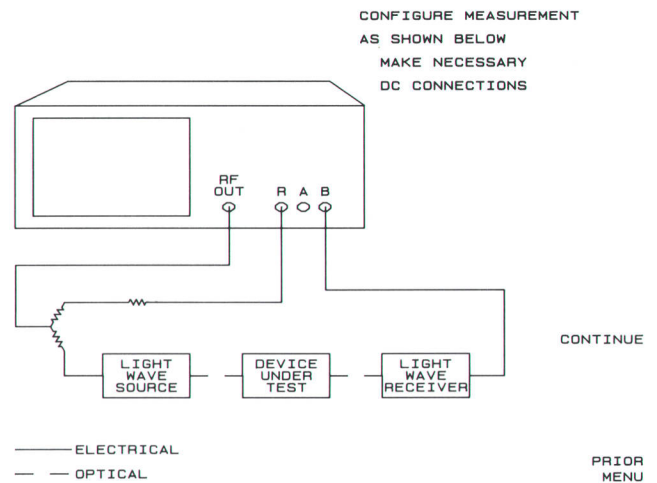 CONFIGURE MEASUREMENT
AS SHOWN BELOW
MAKE NECESSARY
DC CONNECTIONS
RF
OUT
R A B
LIGHT
WAVE
SOURCE
DEVICE
UNDER
TEST
LIGHT
WAVE
RECEIVER
CONTINUE
ELECTRICAL
OPTICAL
PRIOR
MENU